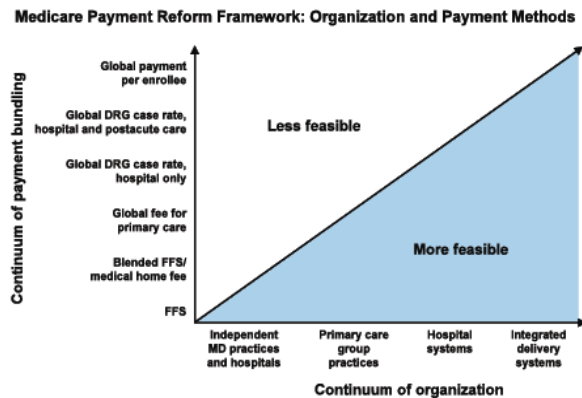 Medicare Payment Reform Framework: Organization and Payment Methods
Continuum of payment bundling
Global payment
per enrollee
Global DRG case rate,
hospital and postacute care
Global DRG case rate,
hospital only
Global fee for
primary care
Blended FFS/
medical home fee
FFS
Less feasible
More feasible
Independent
MD practices
and hospitals
Primary care
group
practices
Hospital
systems
Integrated
delivery
systems
Continuum of organization